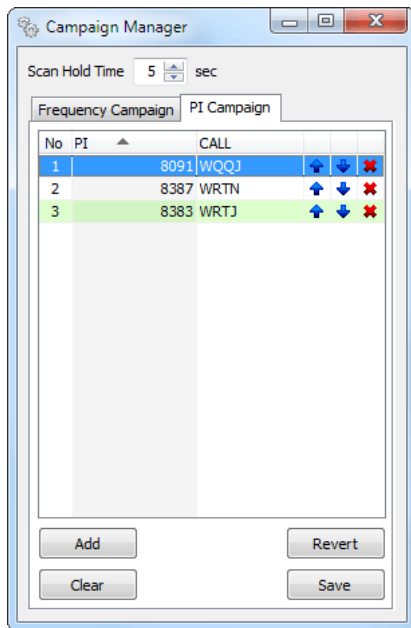 Campaign Manager
Scan Hold Time 5 sec
Frequency Campaign PI Campaign
No PI CALL
1 8091 WQQJ
2 8387 WRTN
3 8383 WRTJ
Add Revert
Clear Save